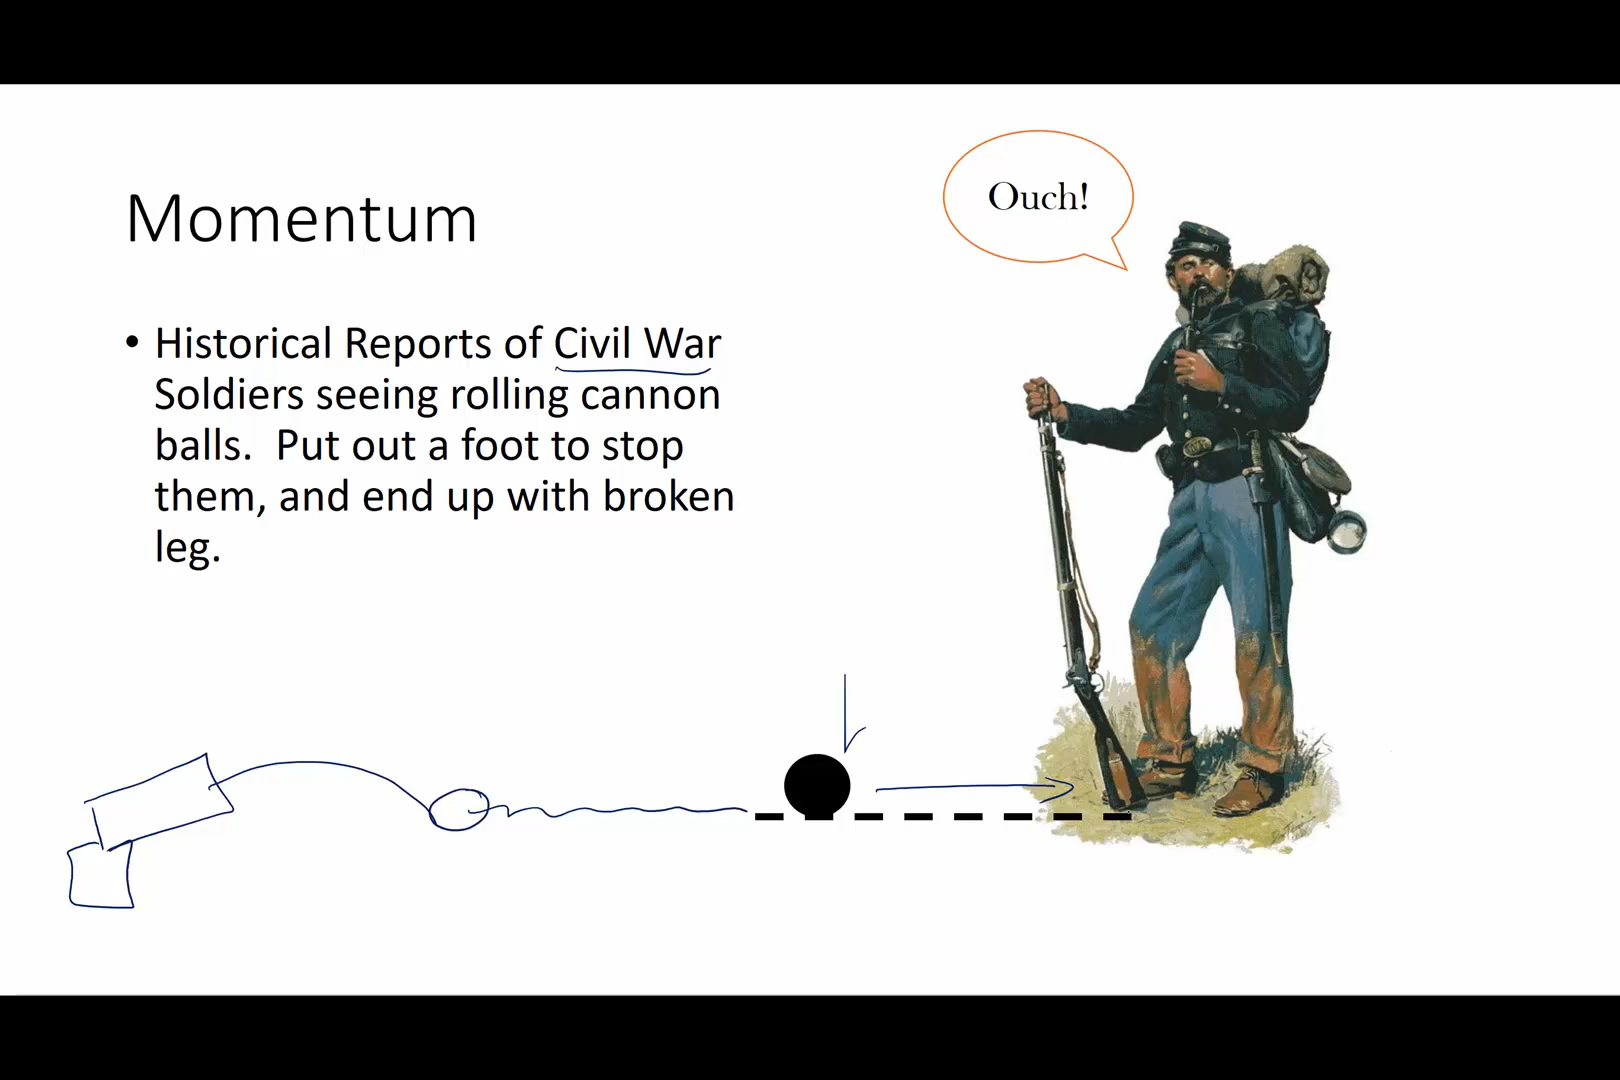 Ouch!
Momentum
• Historical Reports of Civil War
Soldiers seeing rolling cannon
balls.  Put out a foot to stop
them, and end up with broken
leg.